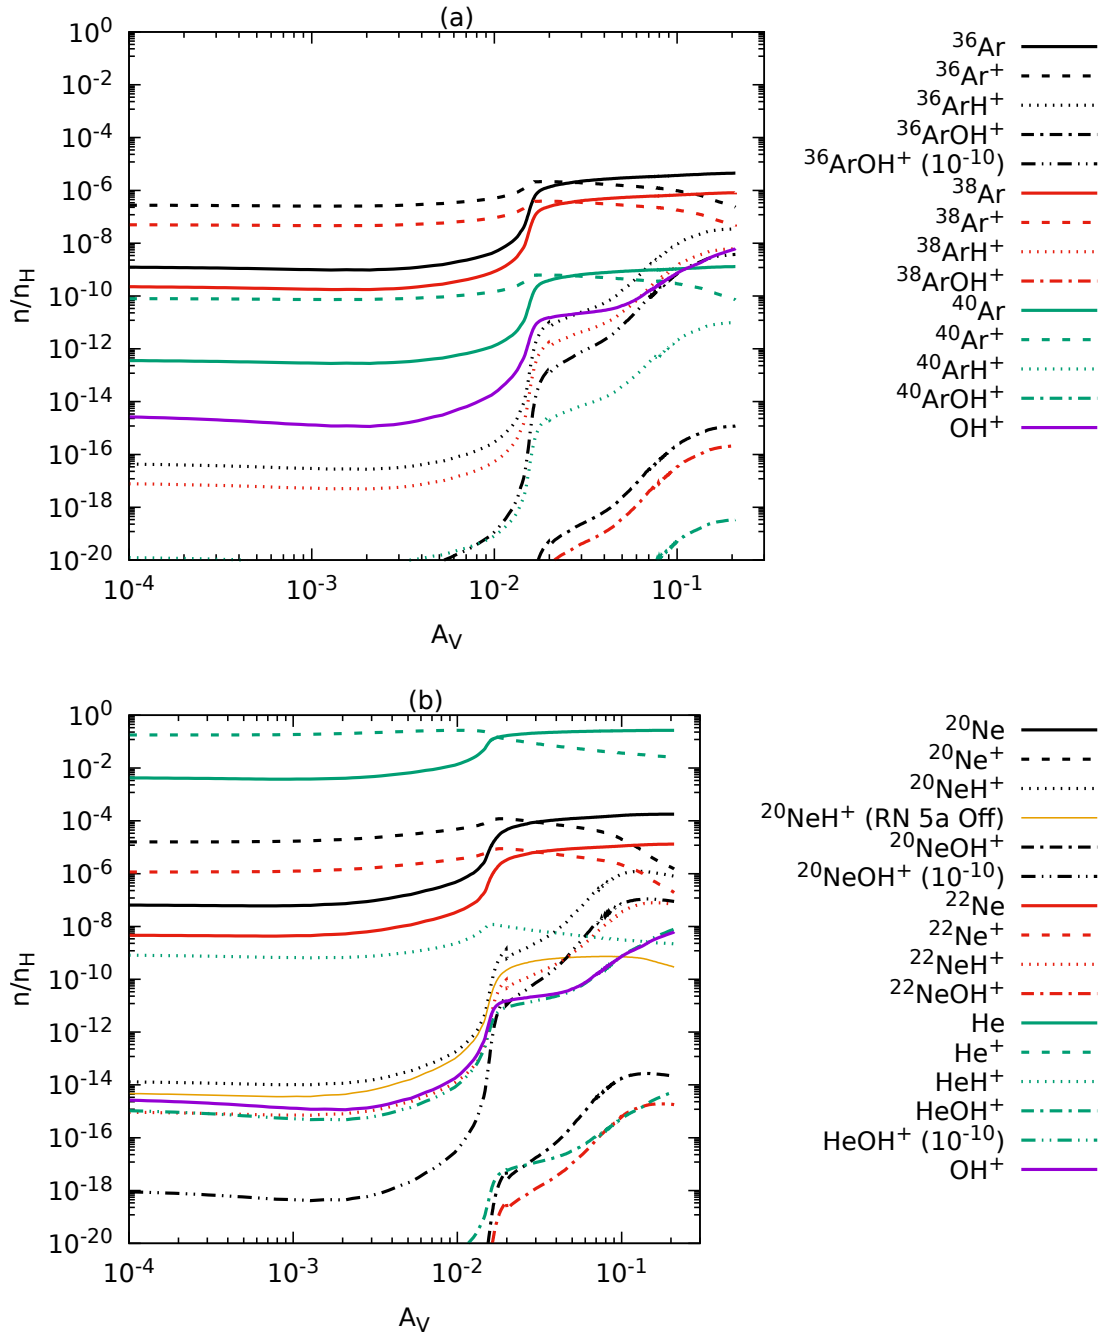 (a)
10⁰
10⁻²
10⁻⁴
10⁻⁶
10⁻⁸
10⁻¹⁰
10⁻¹²
10⁻¹⁴
10⁻¹⁶
10⁻¹⁸
10⁻²⁰
n/n_H
10⁻⁴
10⁻³
10⁻²
10⁻¹
A_V
³⁶Ar
³⁶Ar⁺
³⁶ArH⁺
³⁶ArOH⁺
³⁶ArOH⁺ (10⁻¹⁰)
³⁸Ar
³⁸Ar⁺
³⁸ArH⁺
³⁸ArOH⁺
⁴⁰Ar
⁴⁰Ar⁺
⁴⁰ArH⁺
⁴⁰ArOH⁺
OH⁺
(b)
10⁰
10⁻²
10⁻⁴
10⁻⁶
10⁻⁸
10⁻¹⁰
10⁻¹²
10⁻¹⁴
10⁻¹⁶
10⁻¹⁸
10⁻²⁰
n/n_H
10⁻⁴
10⁻³
10⁻²
10⁻¹
A_V
²⁰Ne
²⁰Ne⁺
²⁰NeH⁺
²⁰NeH⁺ (RN 5a Off)
²⁰NeOH⁺
²⁰NeOH⁺ (10⁻¹⁰)
²²Ne
²²Ne⁺
²²NeH⁺
²²NeOH⁺
He
He⁺
HeH⁺
HeOH⁺
HeOH⁺ (10⁻¹⁰)
OH⁺